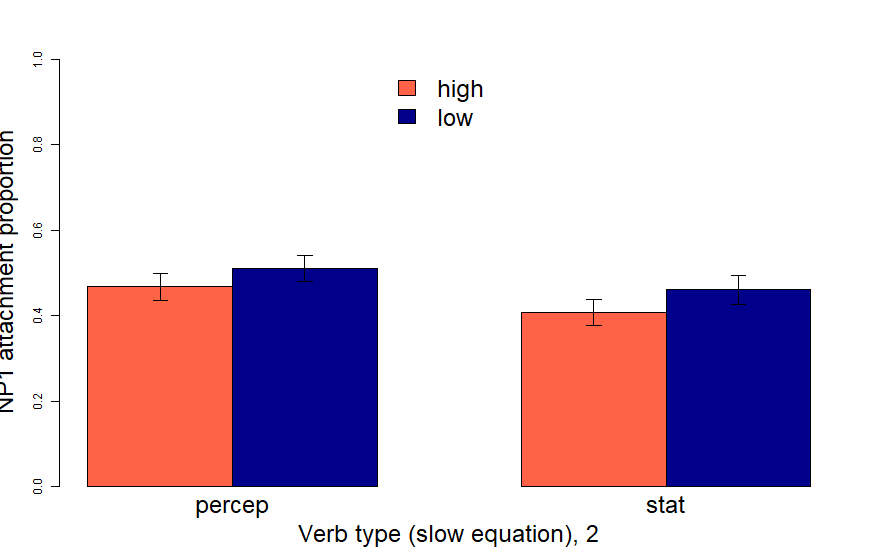 high
low
1.0
0.8
0.6
0.4
0.2
0.0
NP1 attachment proportion
percep
stat
Verb type (slow equation), 2